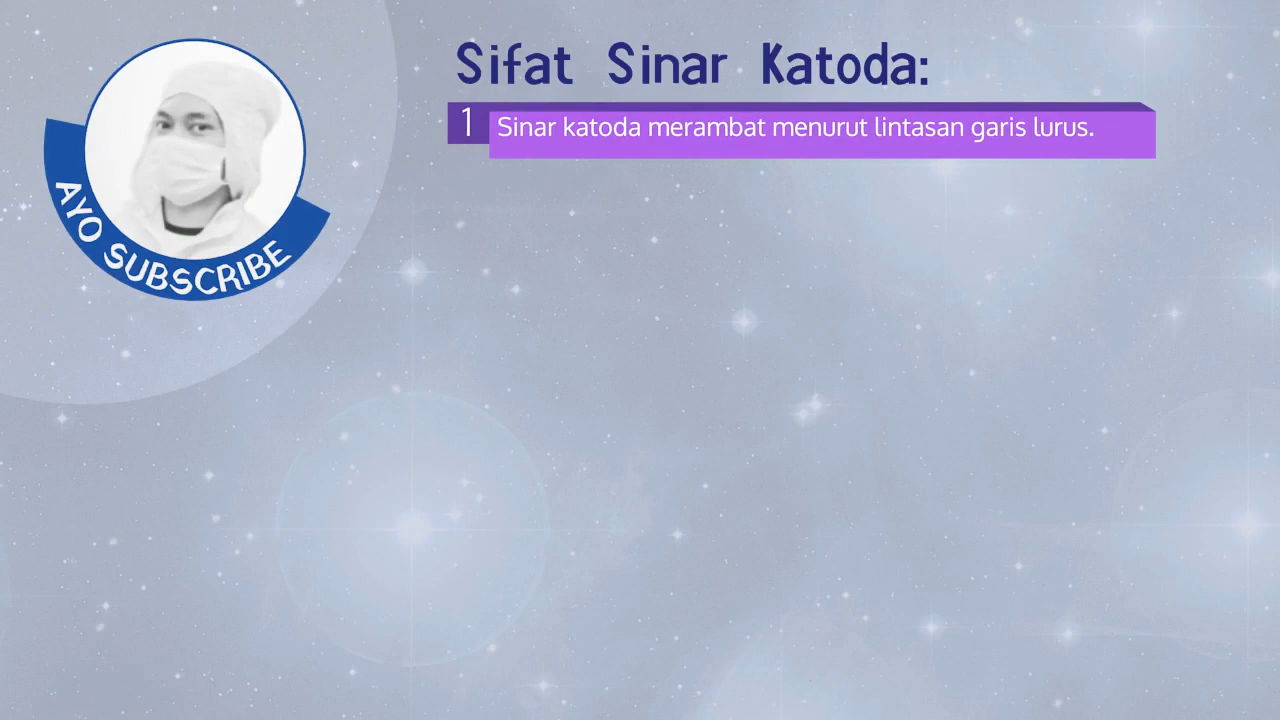 Sifat Sinar Katoda:
1 Sinar katoda merambat menurut lintasan garis lurus.
AYO SUBSCRIBE